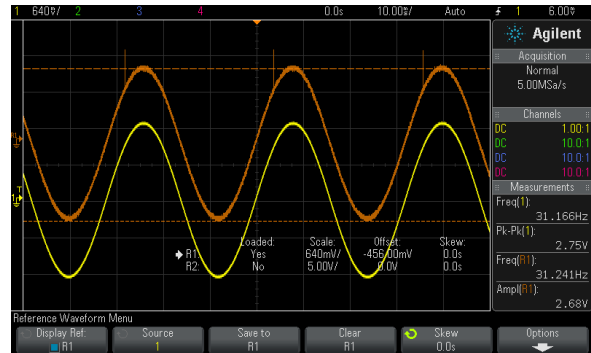 1 640V/ 2 3 4 0.0s 10.00s/ Auto 1 6.00V
Agilent
Acquisition
Normal
5.00MSa/s
Channels
DC 1.00:1
DC 10.0:1
DC 10.0:1
DC 10.0:1
Measurements
Freq(1):
31.166Hz
Pk-Pk(1):
2.75V
Freq(R1):
31.241Hz
Ampl(R1):
2.68V
R1
T
1
Loaded: Scale: Offset: Skew:
R1: Yes 640mV/ -456.00mV 0.0s
R2: No 5.00V/ 0.0V 0.0s
Reference Waveform Menu
Display Ref: Source Save to Clear Skew Options
R1 1 R1 R1 0.0s